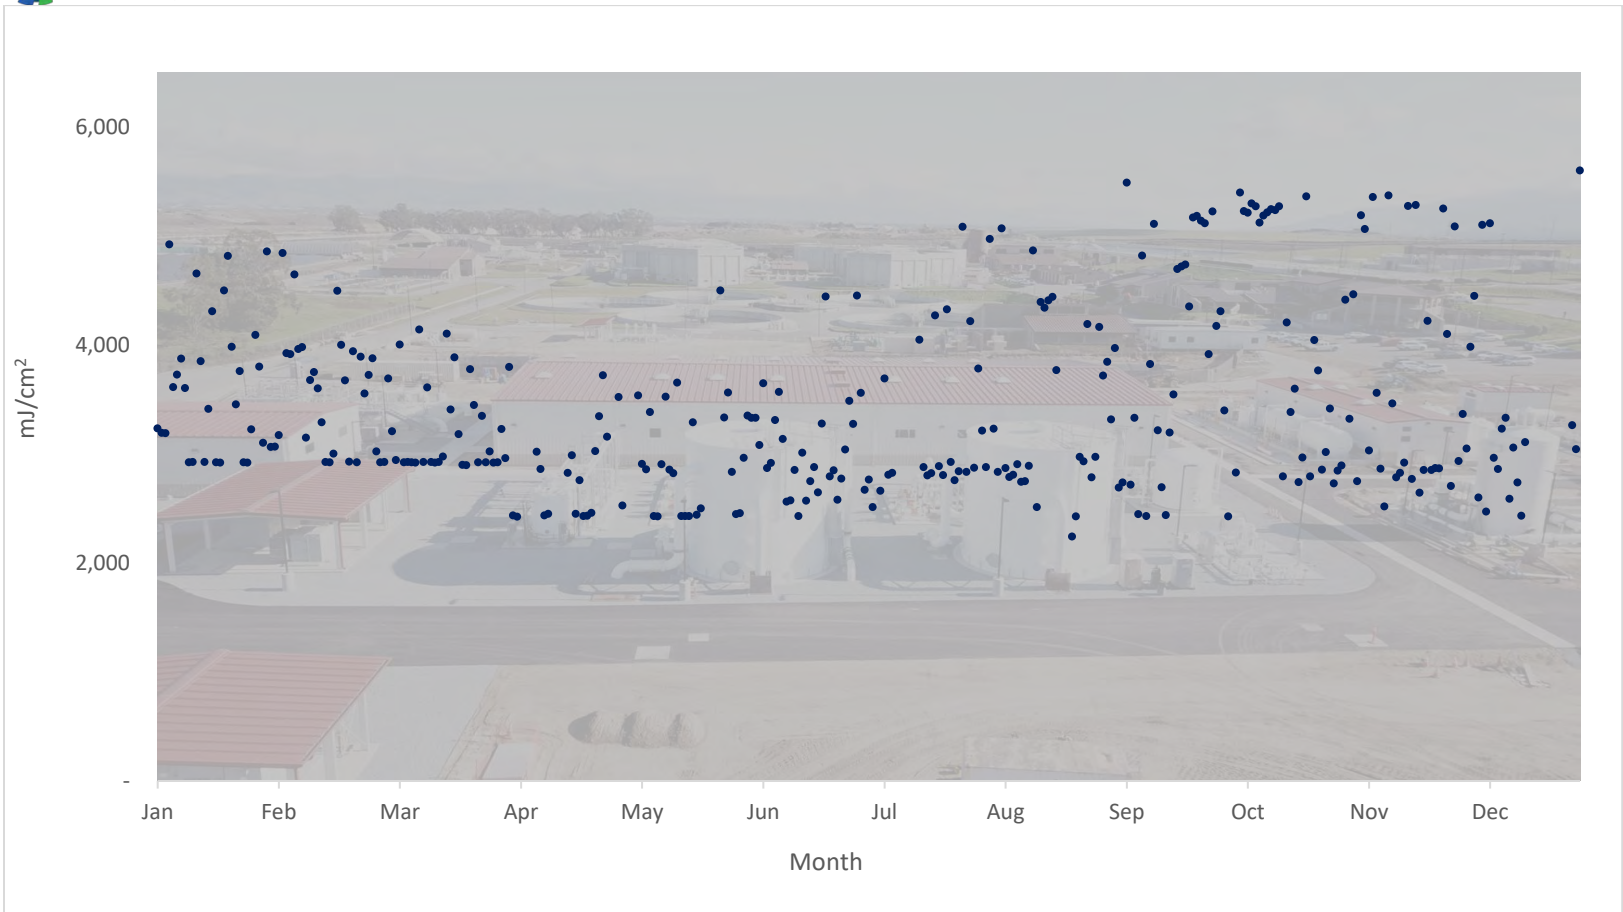 6,000
4,000
2,000
-
mJ/cm²
Jan Feb Mar Apr May Jun Jul Aug Sep Oct Nov Dec
Month